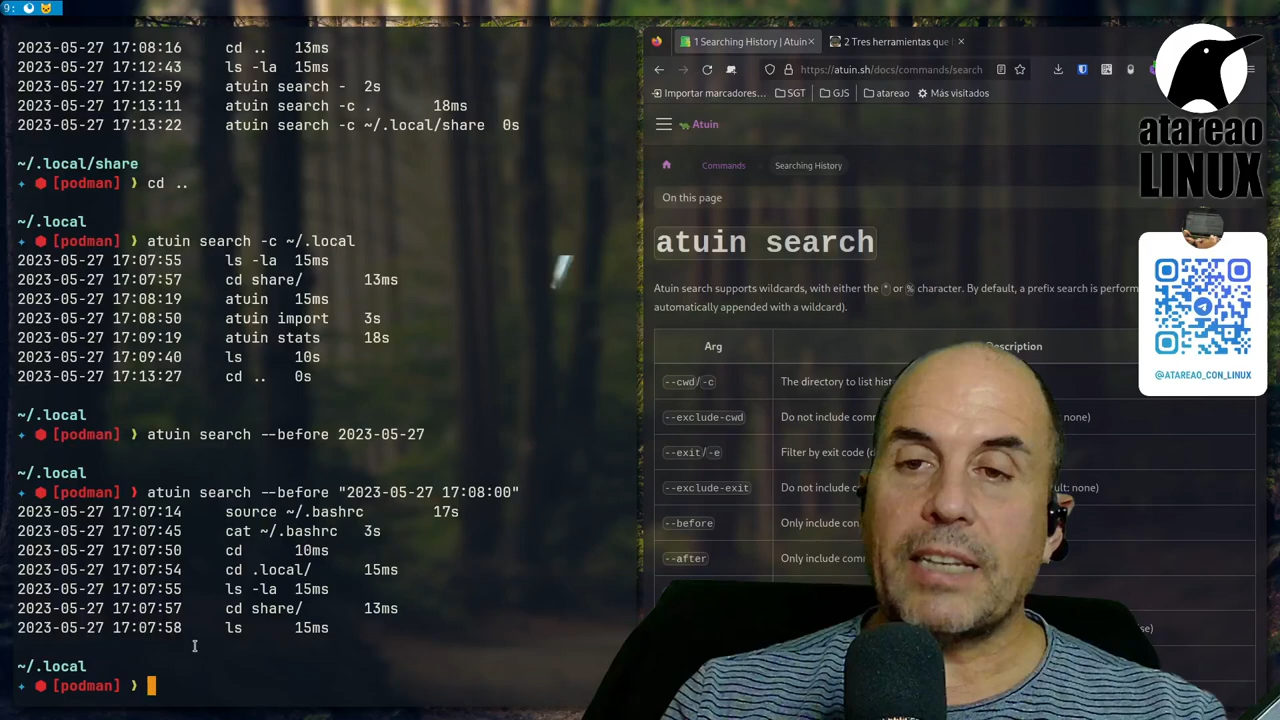 9:
2023-05-27 17:08:16 cd .. 13ms
2023-05-27 17:12:43 ls -la 15ms
2023-05-27 17:12:59 atuin search - 2s
2023-05-27 17:13:11 atuin search -c . 18ms
2023-05-27 17:13:22 atuin search -c ~/.local/share 0s
~/.local/share
[podman] ❯ cd ..
~/.local
[podman] ❯ atuin search -c ~/.local
2023-05-27 17:07:55 ls -la 15ms
2023-05-27 17:07:57 cd share/ 13ms
2023-05-27 17:08:19 atuin 15ms
2023-05-27 17:08:50 atuin import 3s
2023-05-27 17:09:19 atuin stats 18s
2023-05-27 17:09:40 ls 10s
2023-05-27 17:13:27 cd .. 0s
~/.local
[podman] ❯ atuin search --before 2023-05-27
~/.local
[podman] ❯ atuin search --before "2023-05-27 17:08:00"
2023-05-27 17:07:14 source ~/.bashrc 17s
2023-05-27 17:07:45 cat ~/.bashrc 3s
2023-05-27 17:07:50 cd 10ms
2023-05-27 17:07:54 cd .local/ 15ms
2023-05-27 17:07:55 ls -la 15ms
2023-05-27 17:07:57 cd share/ 13ms
2023-05-27 17:07:58 ls 15ms
~/.local
[podman] ❯
1 Searching History | Atuin
2 Tres herramientas que
https://atuin.sh/docs/commands/search
Importar marcadores… SGT GJS atareao Más visitados
Atuin
Commands Searching History
On this page
atuin search
Atuin search supports wildcards, with either the * or % character. By default, a prefix search is perform
automatically appended with a wildcard).
Arg Description
--cwd/-c The directory to list hist
--exclude-cwd Do not include com none)
--exit/-e Filter by exit code (d
--exclude-exit Do not include c ult: none)
--before Only include con
--after Only include com
se)
atareao
LINUX
@ATAREAO_CON_LINUX